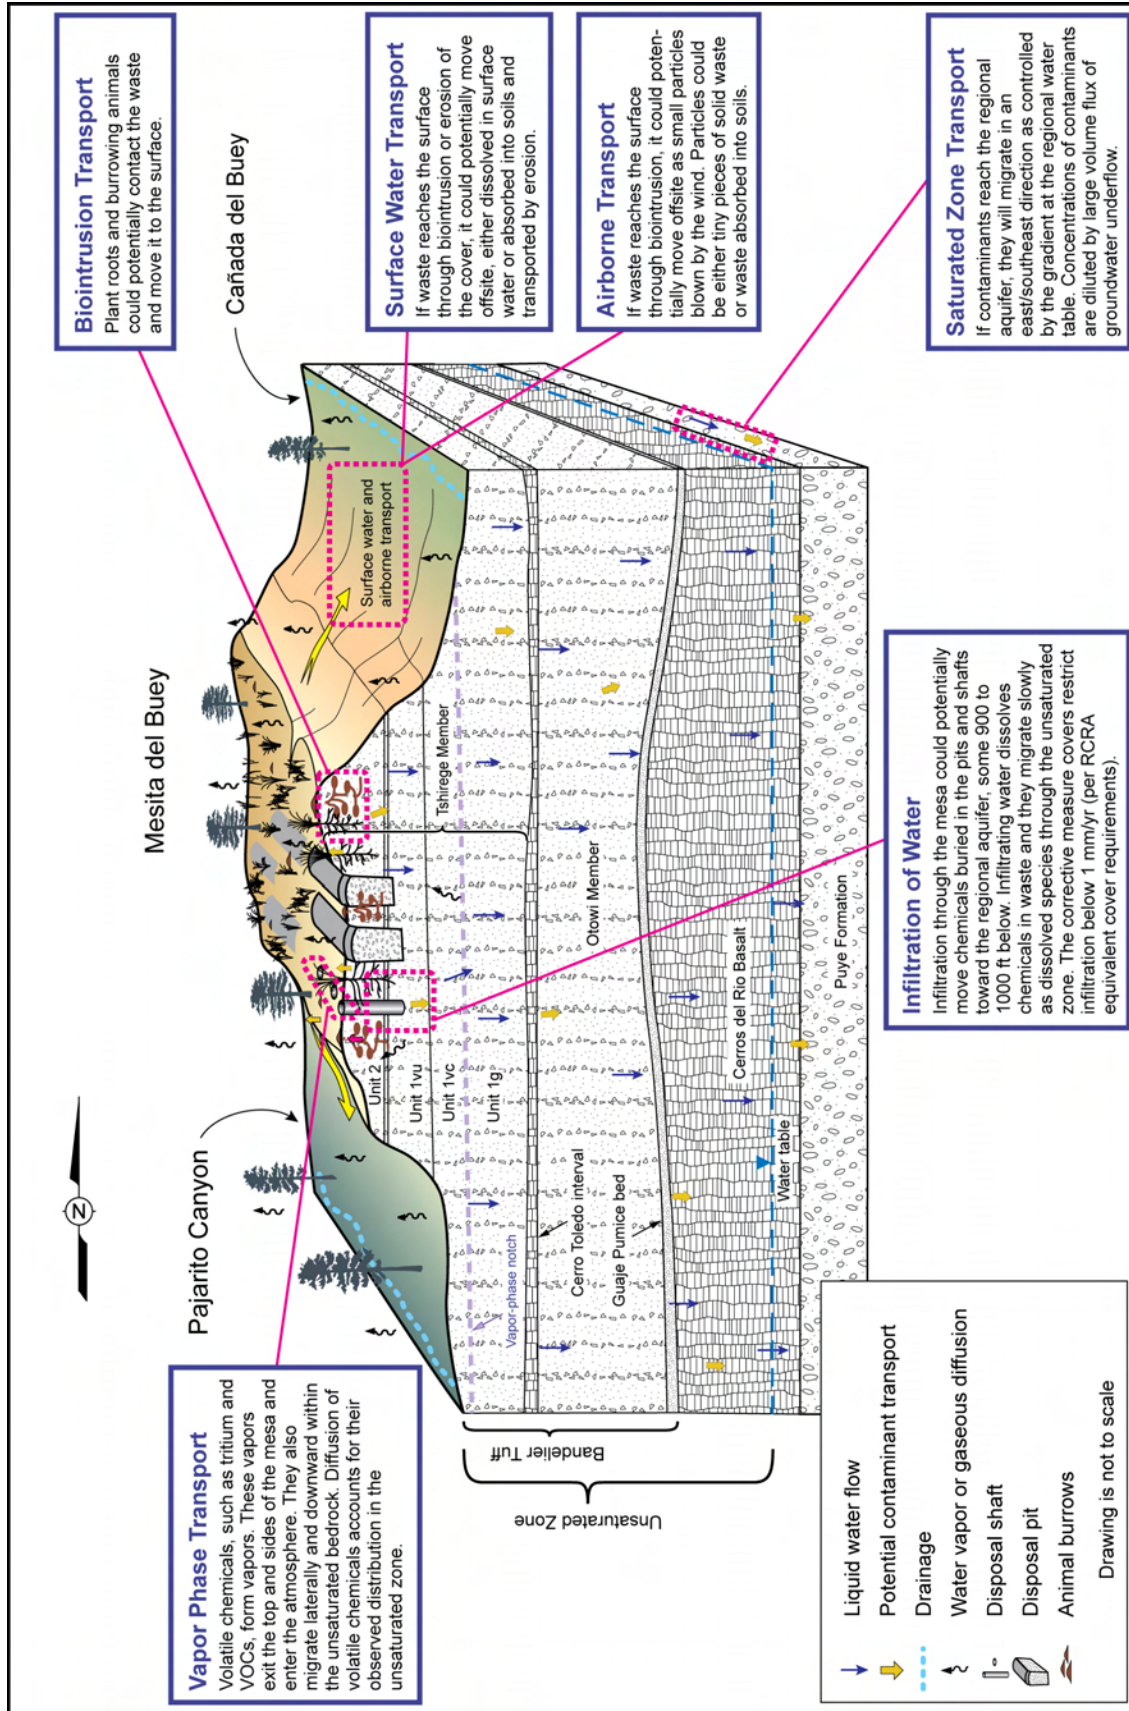 Vapor Phase Transport
Volatile chemicals, such as tritium and
VOCs, form vapors. These vapors
exit the top and sides of the mesa and
enter the atmosphere. They also
migrate laterally and downward within
the unsaturated bedrock. Diffusion of
volatile chemicals accounts for their
observed distribution in the
unsaturated zone.
N
Pajarito Canyon
Mesita del Buey
Cañada del Buey
Biointrusion Transport
Plant roots and burrowing animals
could potentially contact the waste
and move it to the surface.
Surface Water Transport
If waste reaches the surface
through biointrusion or erosion of
the cover, it could potentially move
offsite, either dissolved in surface
water or absorbed into soils and
transported by erosion.
Airborne Transport
If waste reaches the surface
through biointrusion, it could poten-
tially move offsite as small particles
blown by the wind. Particles could
be either tiny pieces of solid waste
or waste absorbed into soils.
Saturated Zone Transport
If contaminants reach the regional
aquifer, they will migrate in an
east/southeast direction as controlled
by the gradient at the regional water
table. Concentrations of contaminants
are diluted by large volume flux of
groundwater underflow.
Surface water and
airborne transport
Unit 2
Unit 1vu
Unit 1vc
Unit 1g
Tshirege Member
Vapor-phase notch
Cerro Toledo interval
Otowi Member
Guaje Pumice bed
Cerros del Rio Basalt
Water table
Puye Formation
Bandelier Tuff
Unsaturated Zone
Infiltration of Water
Infiltration through the mesa could potentially
move chemicals buried in the pits and shafts
toward the regional aquifer, some 900 to
1000 ft below. Infiltrating water dissolves
chemicals in waste and they migrate slowly
as dissolved species through the unsaturated
zone. The corrective measure covers restrict
infiltration below 1 mm/yr (per RCRA
equivalent cover requirements).
Liquid water flow
Potential contaminant transport
Drainage
Water vapor or gaseous diffusion
Disposal shaft
Disposal pit
Animal burrows
Drawing is not to scale